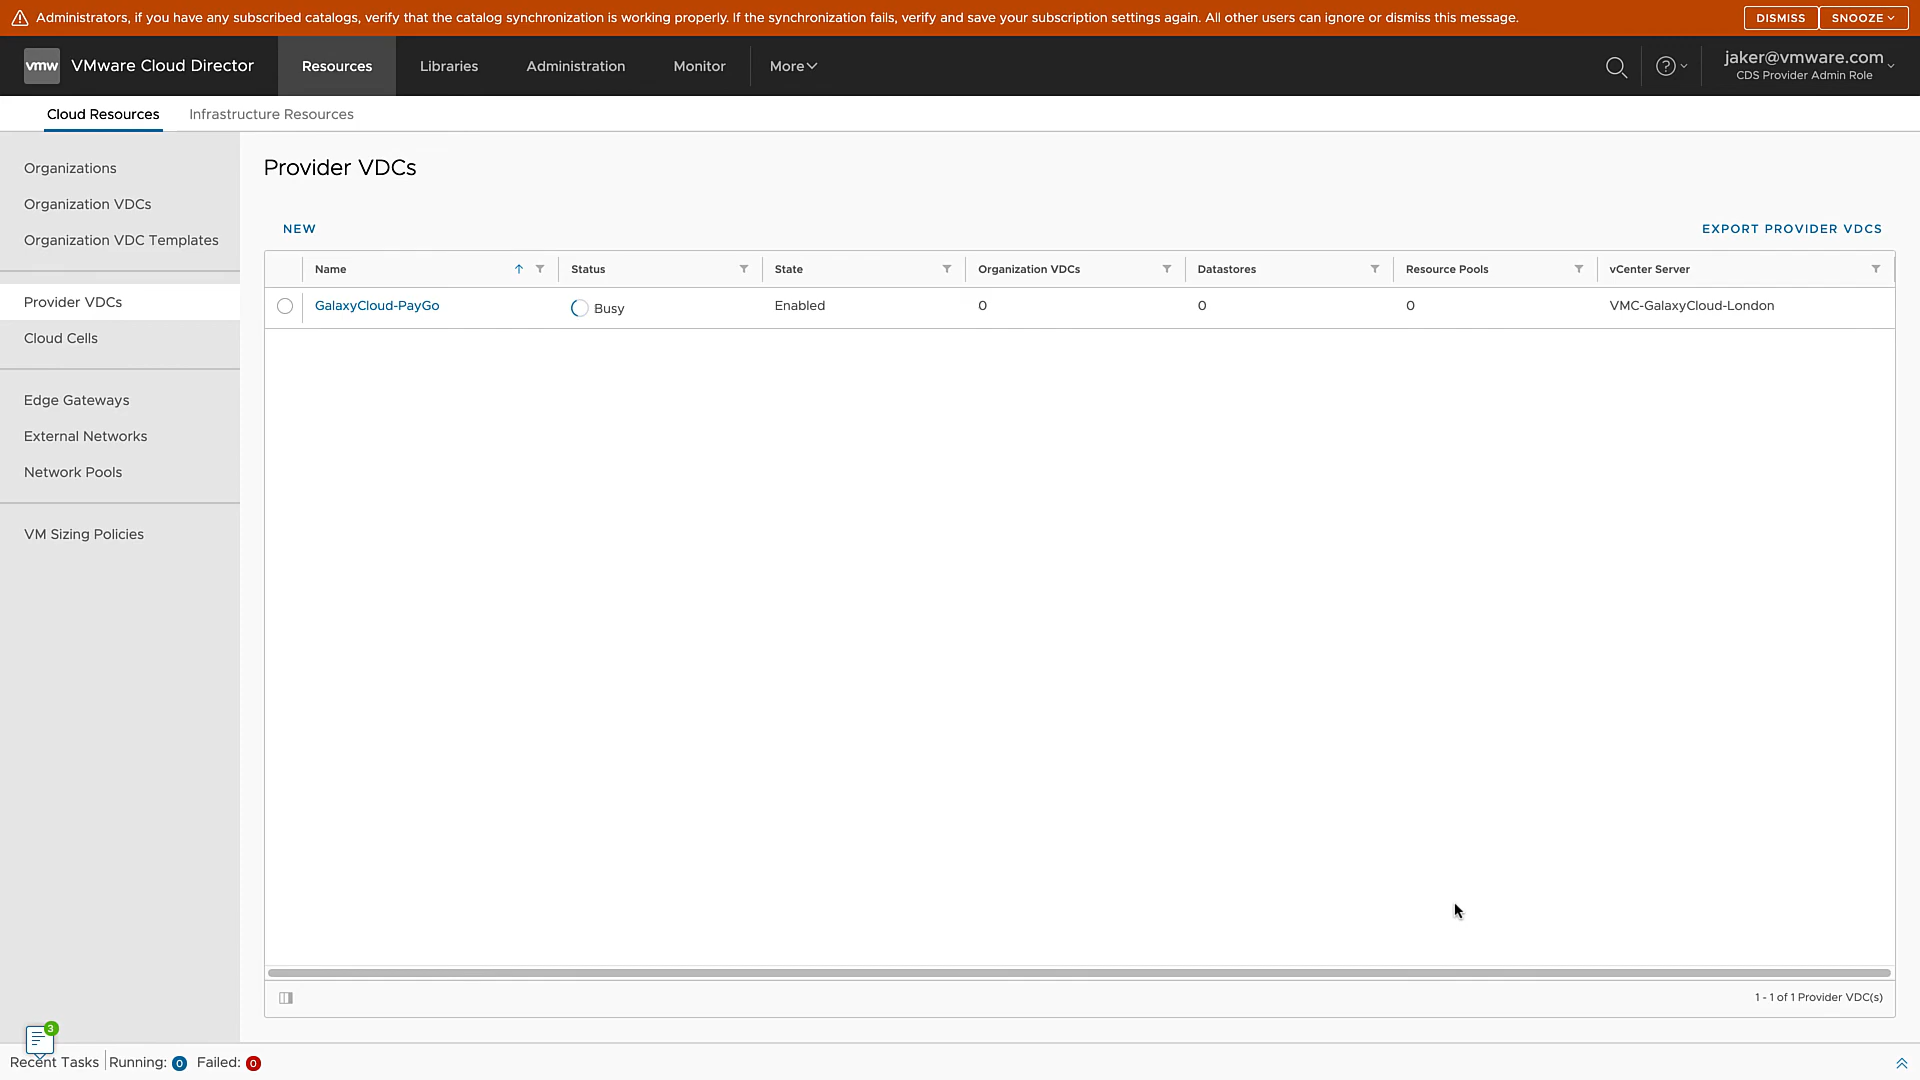 Administrators, if you have any subscribed catalogs, verify that the catalog synchronization is working properly. If the synchronization fails, verify and save your subscription settings again. All other users can ignore or dismiss this message.
DISMISS
SNOOZE
vmw
VMware Cloud Director
Resources
Libraries
Administration
Monitor
More
jaker@vmware.com
CDS Provider Admin Role
Cloud Resources
Infrastructure Resources
Organizations
Organization VDCs
Organization VDC Templates
Provider VDCs
Cloud Cells
Edge Gateways
External Networks
Network Pools
VM Sizing Policies
Provider VDCs
NEW
EXPORT PROVIDER VDCS
Name Status State Organization VDCs Datastores Resource Pools vCenter Server
GalaxyCloud-PayGo Busy Enabled 0 0 0 VMC-GalaxyCloud-London
1 - 1 of 1 Provider VDC(s)
3
Recent Tasks Running: 0 Failed: 0